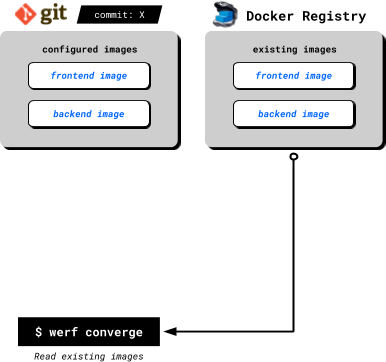 git
commit: X
Docker Registry
configured images
frontend image
backend image
existing images
frontend image
backend image
$ werf converge
Read existing images